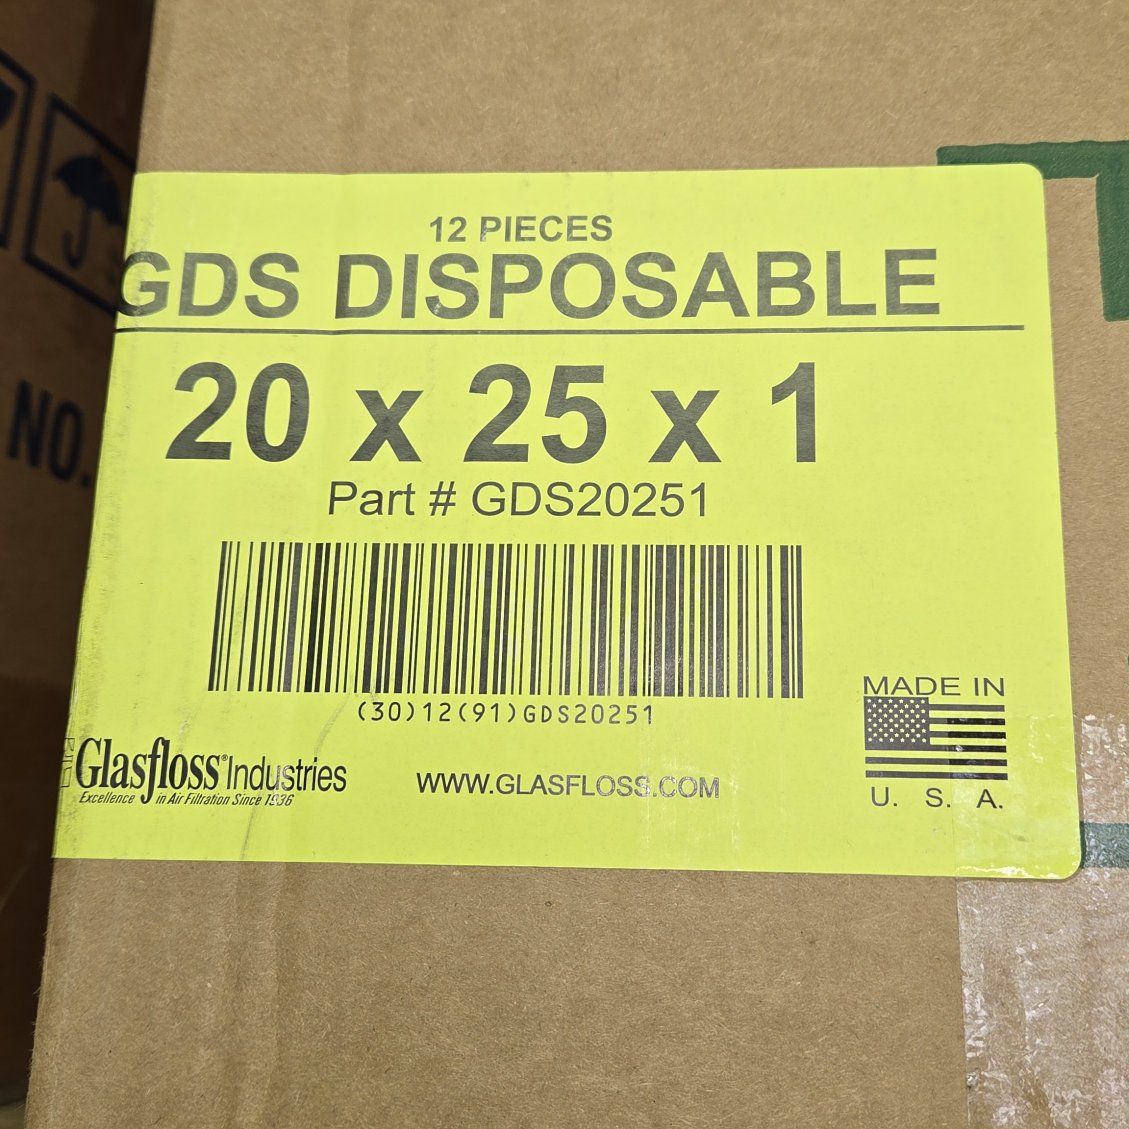 12 PIECES
GDS DISPOSABLE
20 x 25 x 1
Part # GDS20251
(30)12(91)GDS20251
MADE IN
U. S. A.
Glasfloss® Industries
Excellence in Air Filtration Since 1936
WWW.GLASFLOSS.COM
NO.